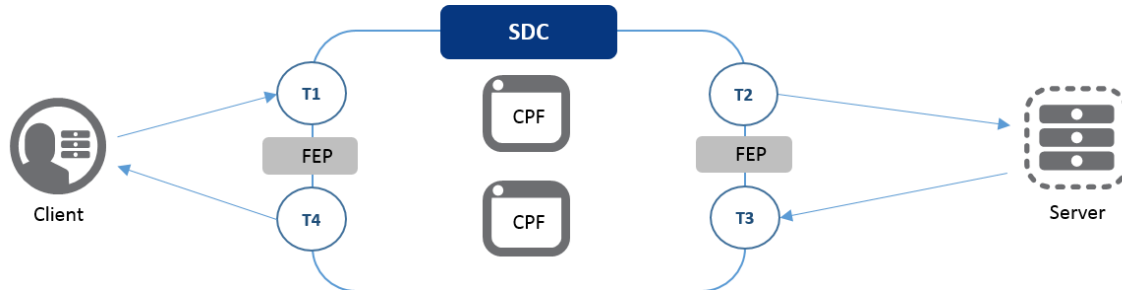 SDC
T1
T2
CPF
FEP
FEP
CPF
Client
T4
T3
Server